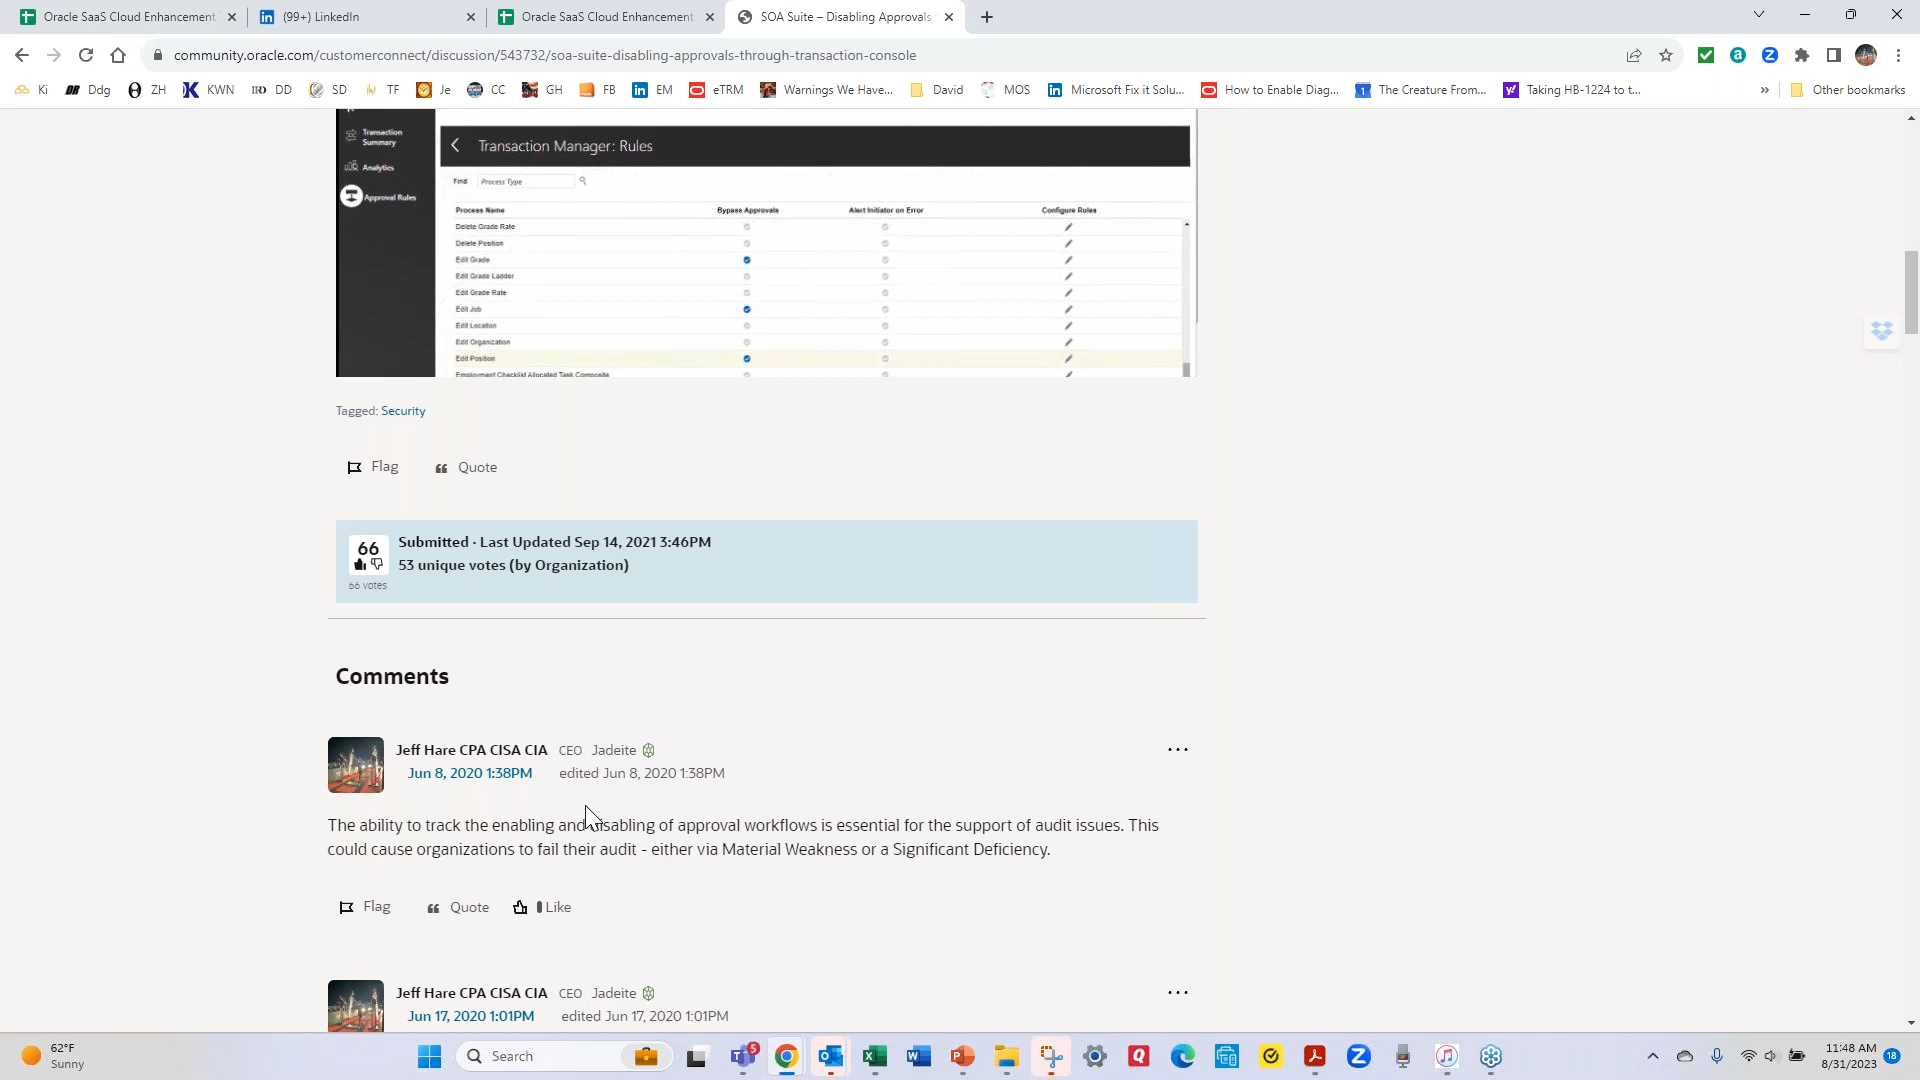 Oracle SaaS Cloud Enhancement
(99+) LinkedIn
Oracle SaaS Cloud Enhancement
SOA Suite – Disabling Approvals
community.oracle.com/customerconnect/discussion/543732/soa-suite-disabling-approvals-through-transaction-console
Ki
Ddg
ZH
KWN
DD
SD
TF
Je
CC
GH
FB
EM
eTRM
Warnings We Have...
David
MOS
Microsoft Fix it Solu...
How to Enable Diag...
The Creature From...
Taking HB-1224 to t...
»
Other bookmarks
Transaction
Summary
Analytics
Approval Rules
Transaction Manager: Rules
Find Process Type
Process Name Bypass Approvals Alert Initiator on Error Configure Rules
Delete Grade Rate
Delete Position
Edit Grade
Edit Grade Ladder
Edit Grade Rate
Edit Job
Edit Location
Edit Organization
Edit Position
Employment Checklist Allocated Task Composite
Tagged: Security
Flag Quote
66
66 votes
Submitted · Last Updated Sep 14, 2021 3:46PM
53 unique votes (by Organization)
Comments
Jeff Hare CPA CISA CIA CEO Jadeite
Jun 8, 2020 1:38PM edited Jun 8, 2020 1:38PM
The ability to track the enabling and disabling of approval workflows is essential for the support of audit issues. This
could cause organizations to fail their audit - either via Material Weakness or a Significant Deficiency.
Flag Quote Like
Jeff Hare CPA CISA CIA CEO Jadeite
Jun 17, 2020 1:01PM edited Jun 17, 2020 1:01PM
62°F
Sunny
Search
5
11:48 AM
8/31/2023
18